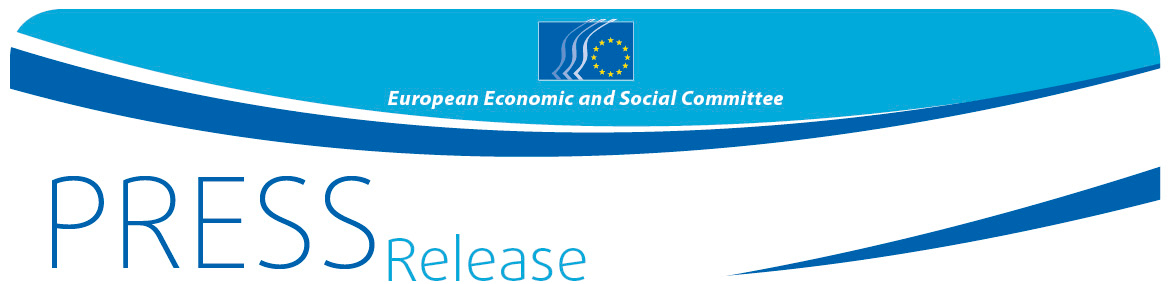 European Economic and Social Committee
PRESS Release